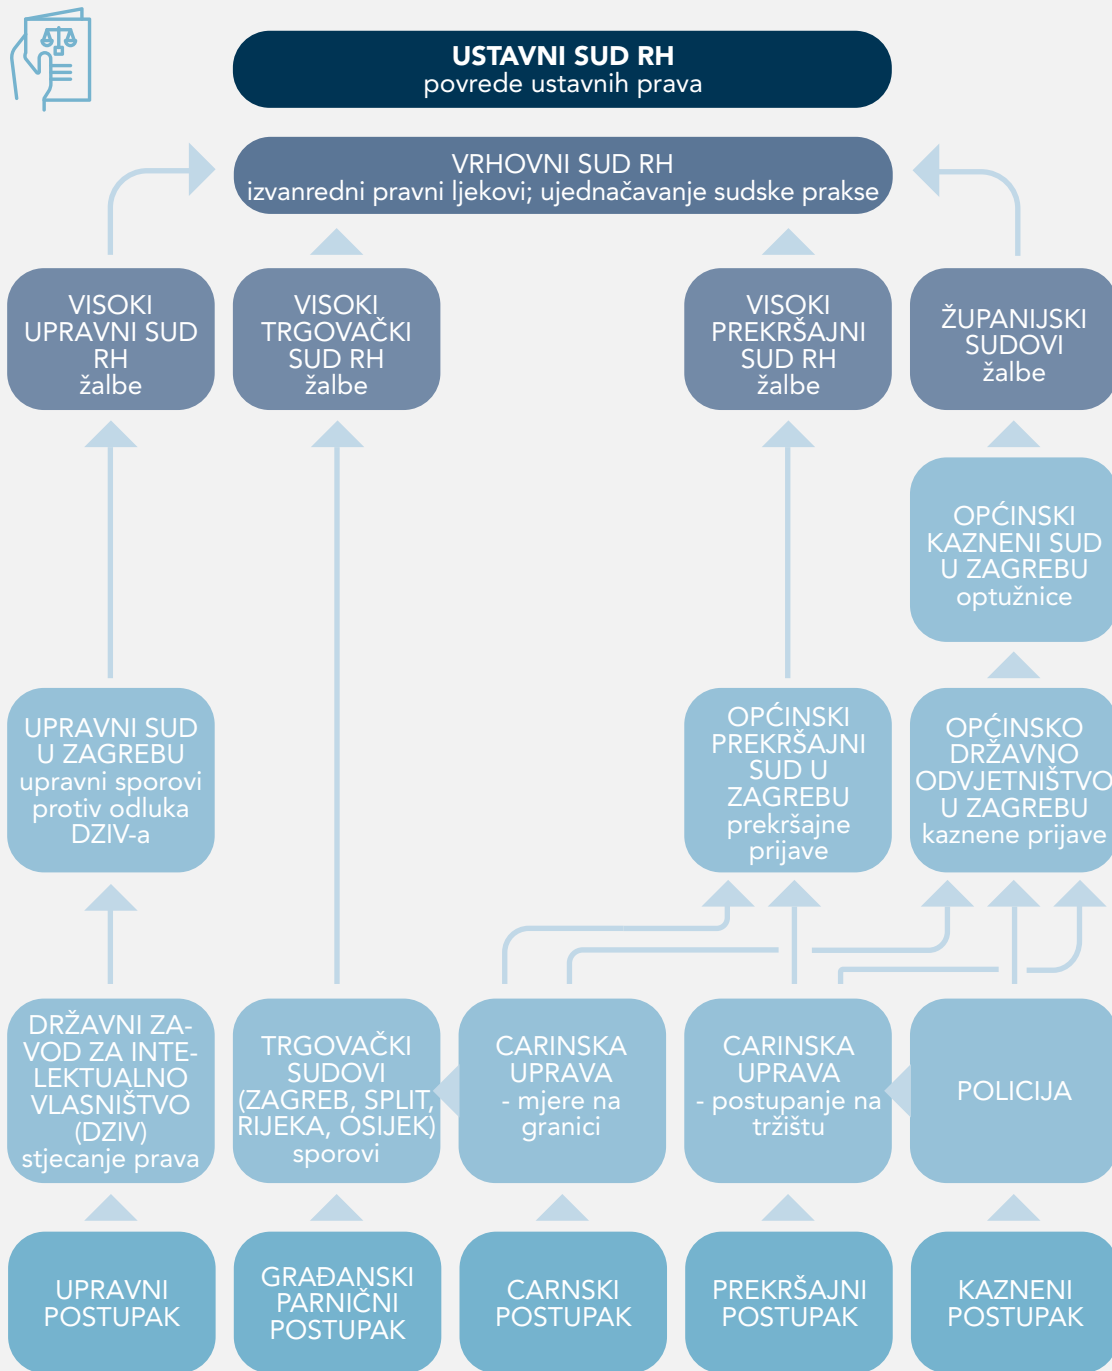 USTAVNI SUD RH
povrede ustavnih prava
VRHOVNI SUD RH
izvanredni pravni ljekovi; ujednačavanje sudske prakse
VISOKI
UPRAVNI SUD
RH
žalbe
VISOKI
TRGOVAČKI
SUD RH
žalbe
VISOKI
PREKRŠAJNI
SUD RH
žalbe
ŽUPANIJSKI
SUDOVI
žalbe
OPĆINSKI
KAZNENI SUD
U ZAGREBU
optužnice
UPRAVNI SUD
U ZAGREBU
upravni sporovi
protiv odluka
DZIV-a
OPĆINSKI
PREKRŠAJNI
SUD U
ZAGREBU
prekršajne
prijave
OPĆINSKO
DRŽAVNO
ODVJETNIŠTVO
U ZAGREBU
kaznene prijave
DRŽAVNI ZA-
VOD ZA INTE-
LEKTUALNO
VLASNIŠTVO
(DZIV)
stjecanje prava
TRGOVAČKI
SUDOVI
(ZAGREB, SPLIT,
RIJEKA, OSIJEK)
sporovi
CARINSKA
UPRAVA
- mjere na
granici
CARINSKA
UPRAVA
- postupanje na
tržištu
POLICIJA
UPRAVNI
POSTUPAK
GRAĐANSKI
PARNIČNI
POSTUPAK
CARNSKI
POSTUPAK
PREKRŠAJNI
POSTUPAK
KAZNENI
POSTUPAK